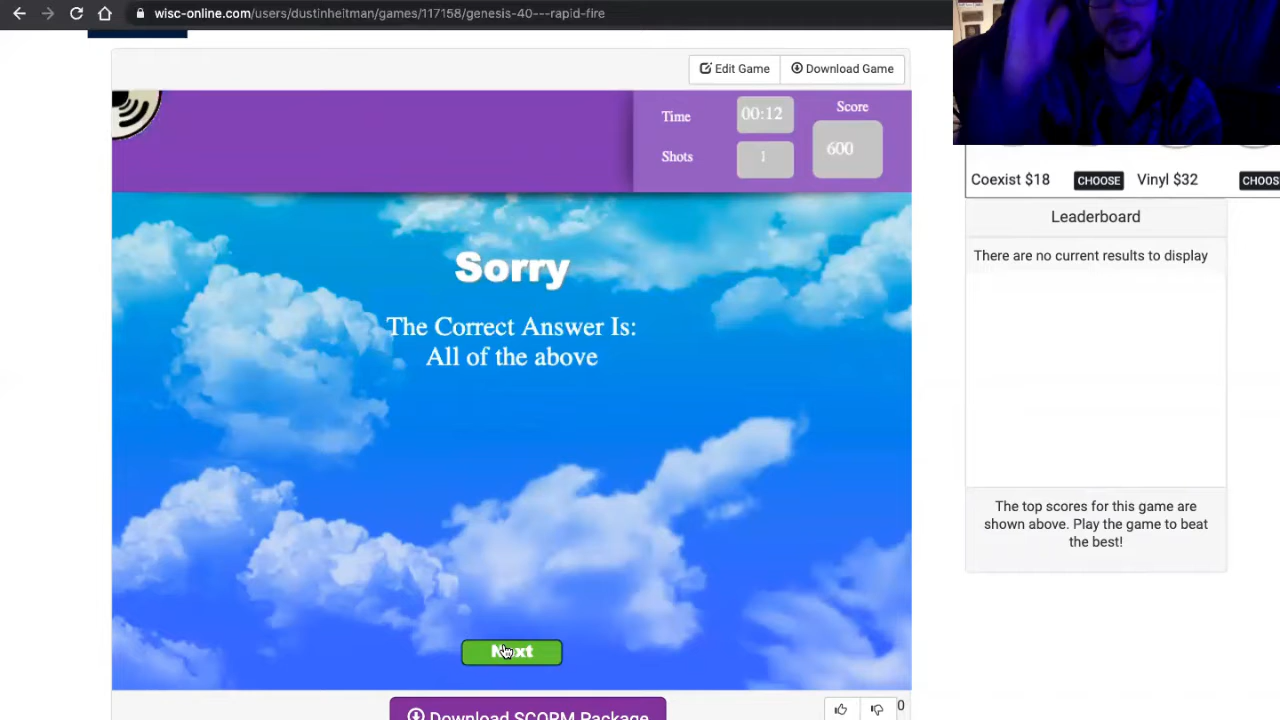 wisc-online.com/users/dustinheitman/games/117158/genesis-40---rapid-fire
Edit Game
Download Game
Time
00:12
Score
Shots
1
600
Coexist $18
CHOOSE
Vinyl $32
CHOOS
Leaderboard
There are no current results to display
Sorry
The Correct Answer Is:
All of the above
The top scores for this game are
shown above. Play the game to beat
the best!
Next
Download SCORM Package
0